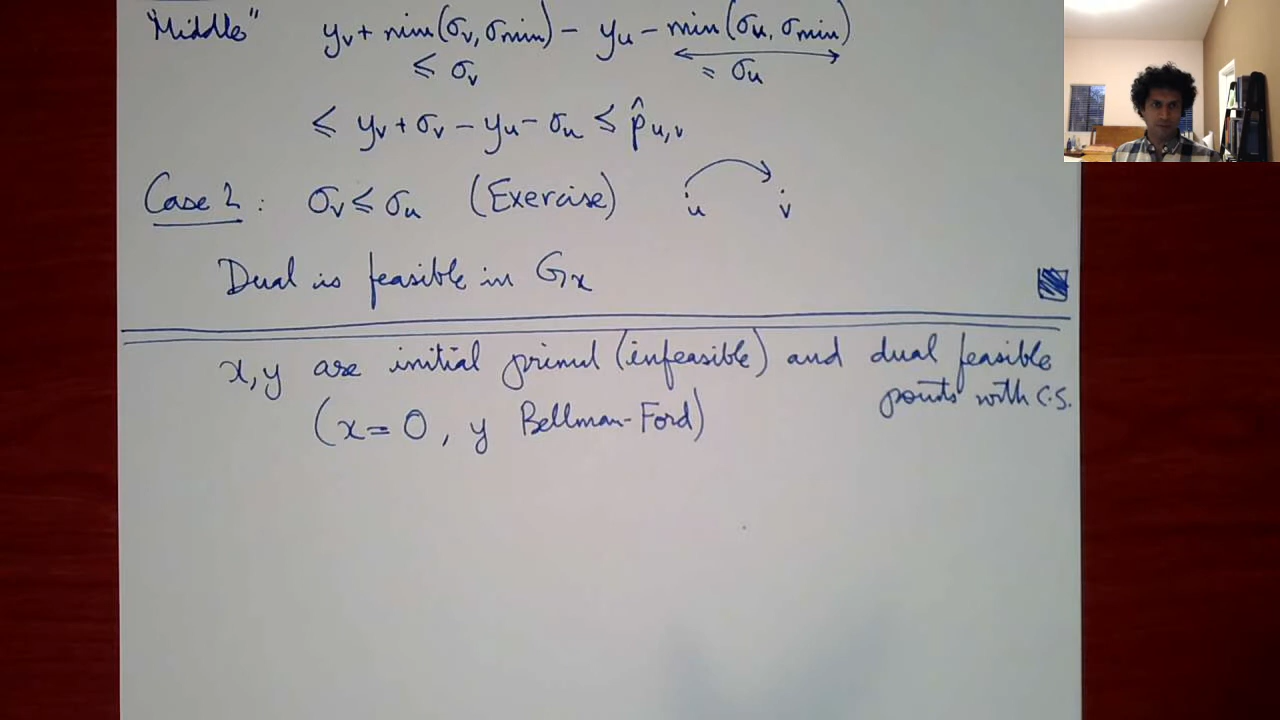 "Middle" y_v + min(σ_v, σ_min) − y_u − min(σ_u, σ_min)
≤ σ_v = σ_u
≤ y_v + σ_v − y_u − σ_u ≤ p̂_{u,v}
Case 2: σ_v ≤ σ_u (Exercise) u v
Dual is feasible in G_x
x, y are initial primal (infeasible) and dual feasible
points with C.S.
(x = 0, y Bellman-Ford)